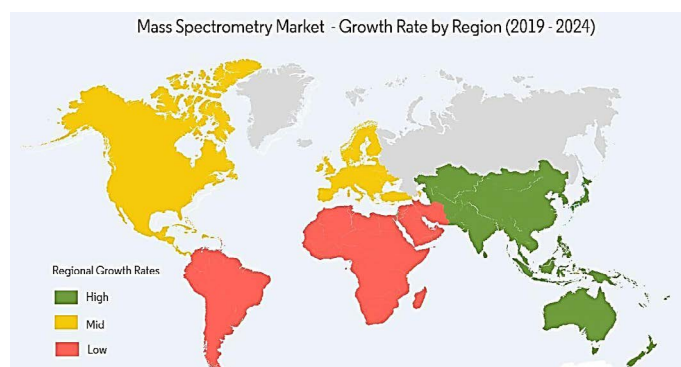 Mass Spectrometry Market - Growth Rate by Region (2019 - 2024)
Regional Growth Rates
High
Mid
Low